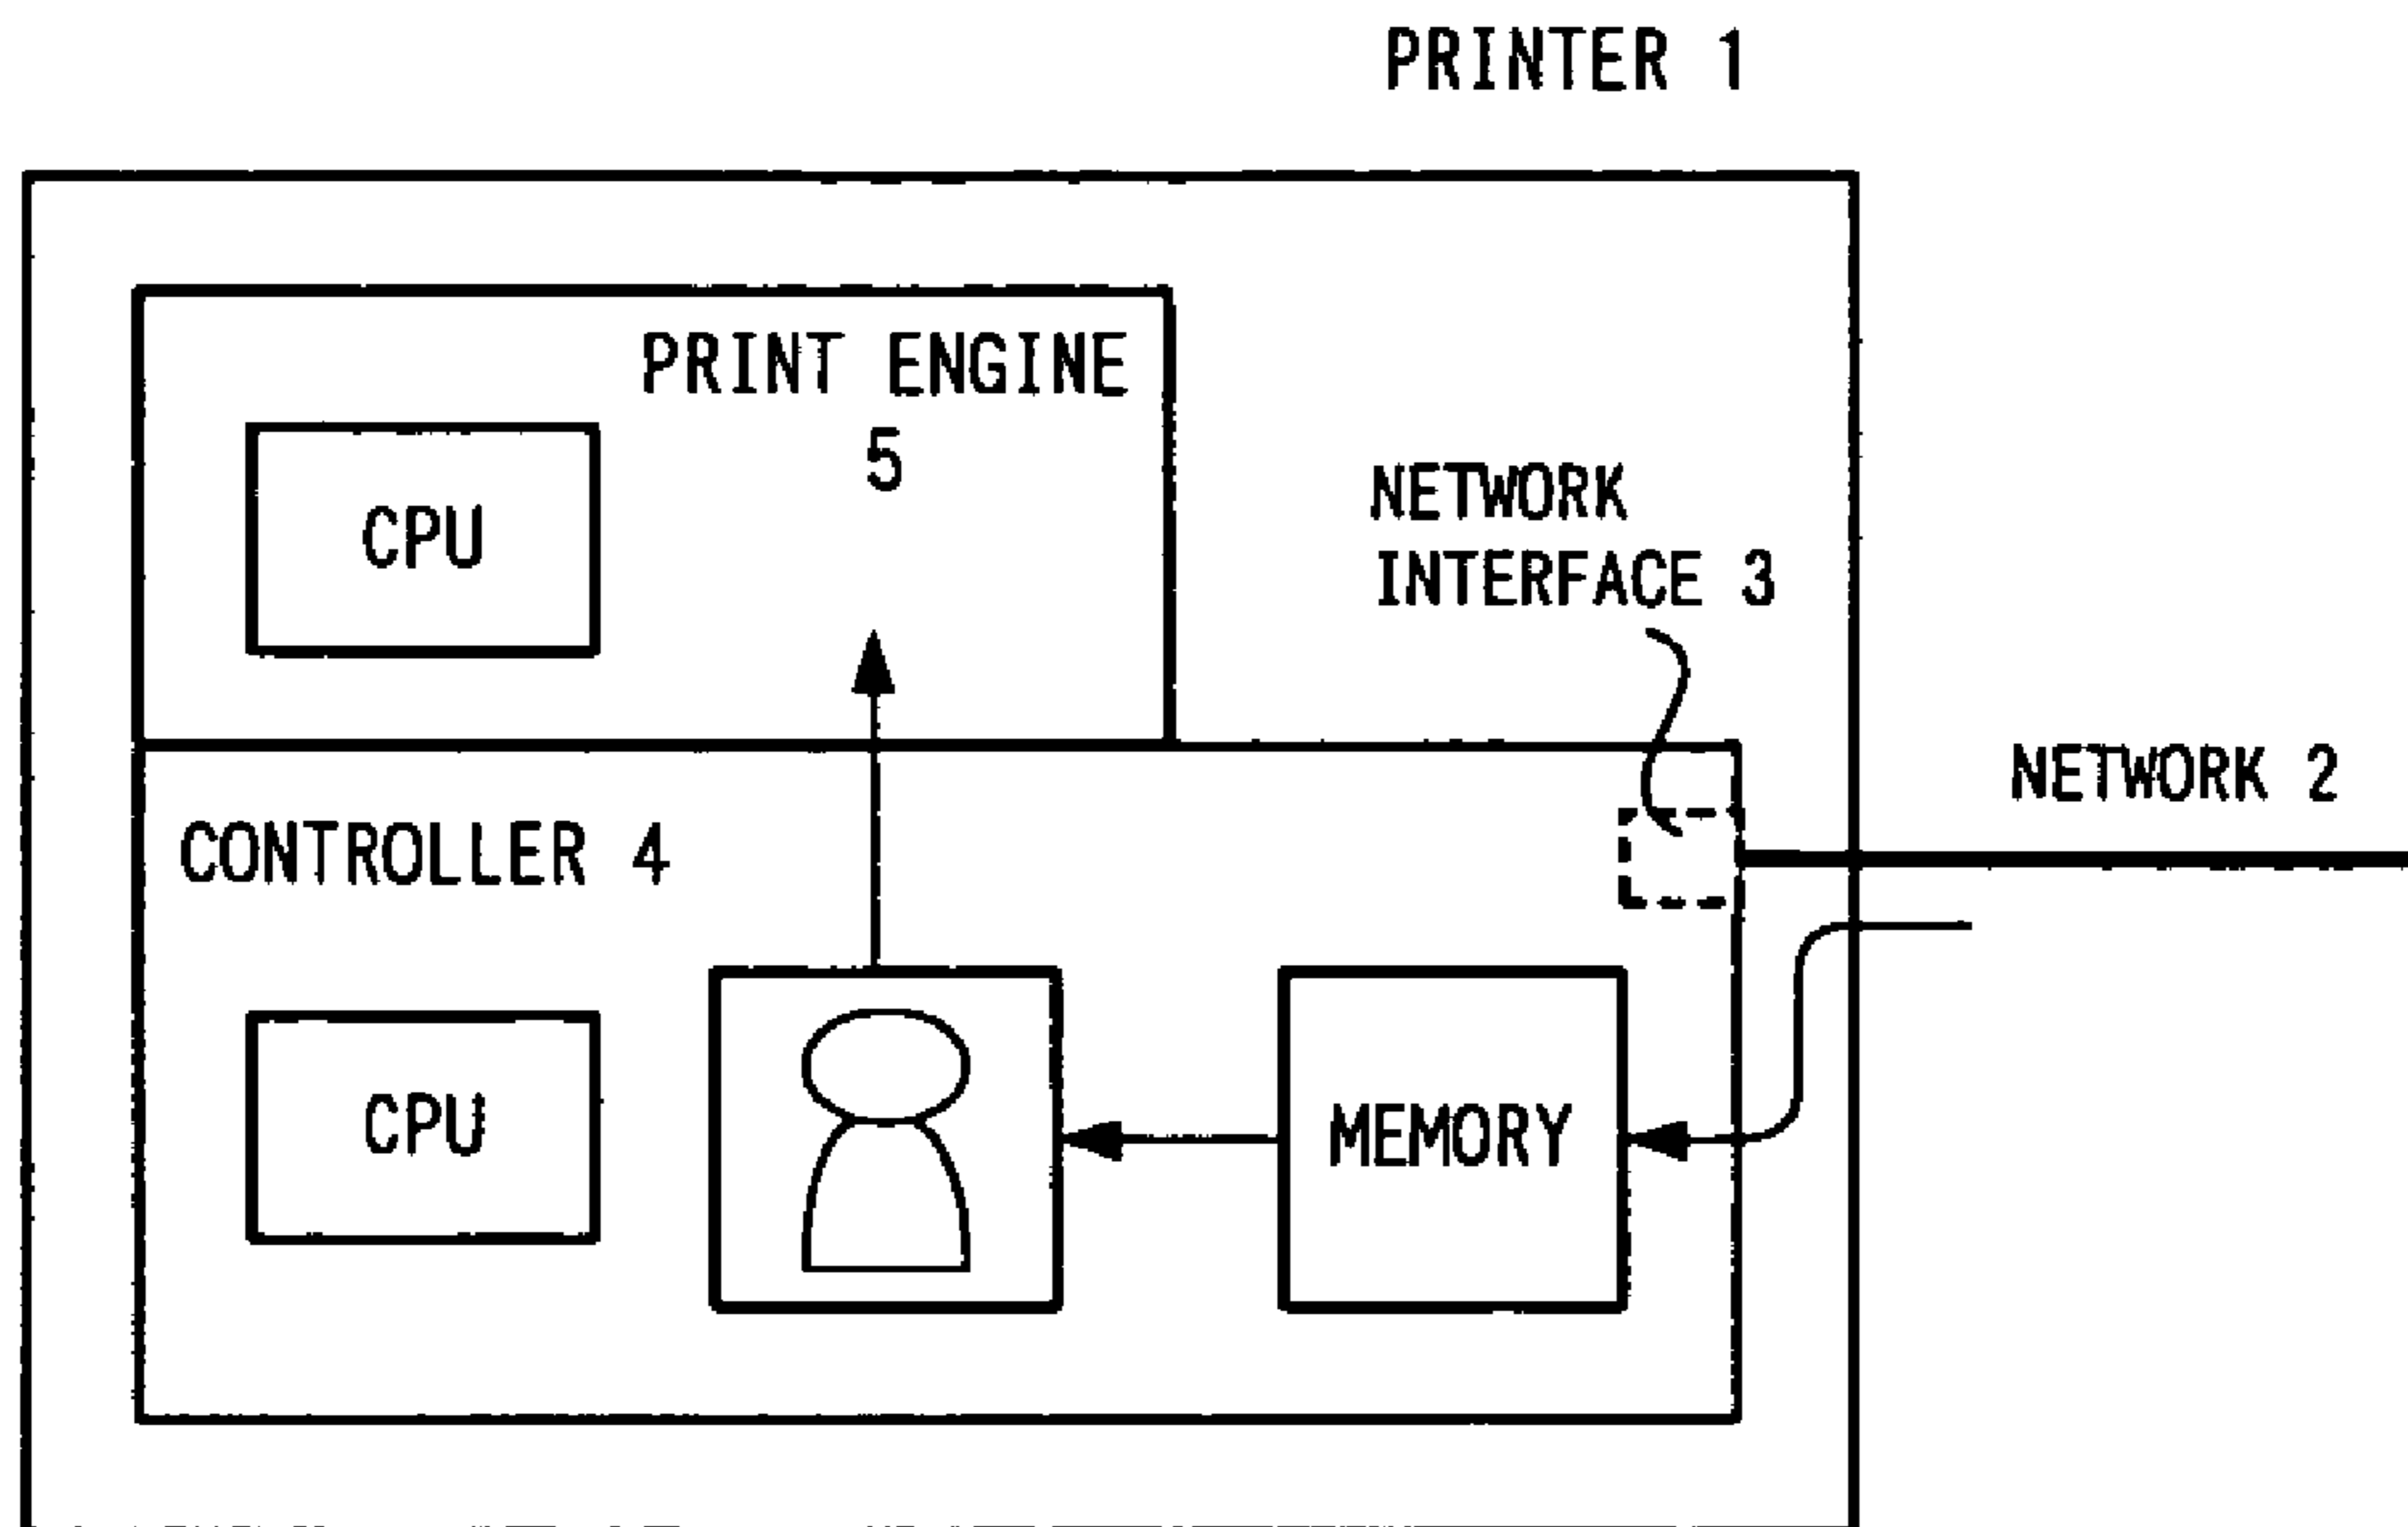 PRINTER 1
PRINT ENGINE
5
CPU
NETWORK
INTERFACE 3
NETWORK 2
CONTROLLER 4
CPU
MEMORY